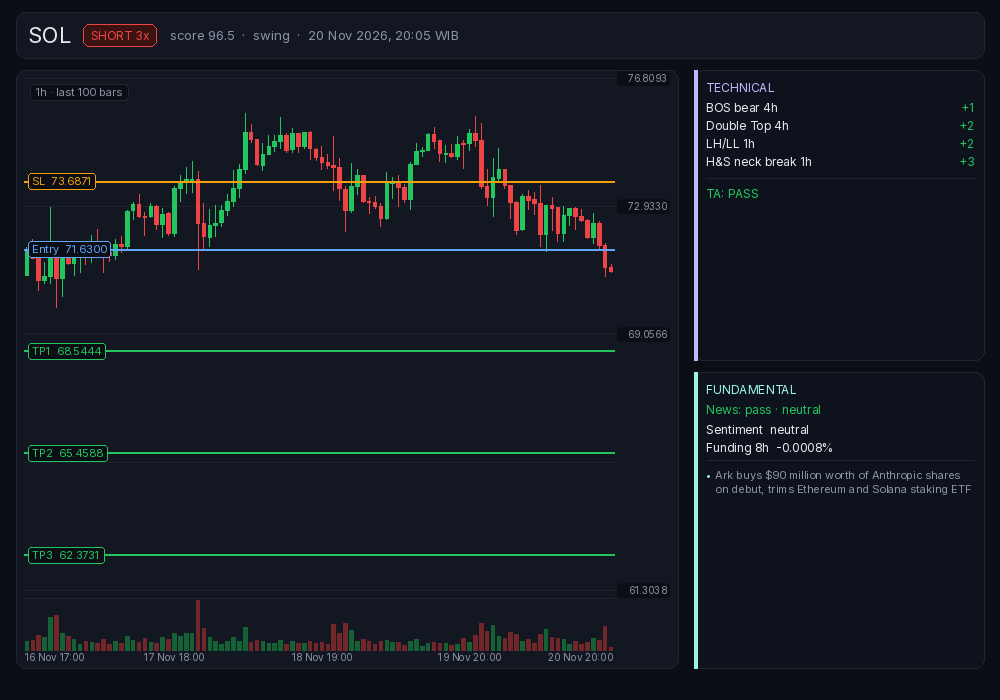 SOL SHORT 3x score 96.5 · swing · 20 Nov 2026, 20:05 WIB
1h · last 100 bars
76.8093
SL 73.6871
72.9330
Entry 71.6300
69.0566
TP1 68.5444
TP2 65.4588
TP3 62.3731
61.3038
16 Nov 17:00 17 Nov 18:00 18 Nov 19:00 19 Nov 20:00 20 Nov 20:00
TECHNICAL
BOS bear 4h +1
Double Top 4h +2
LH/LL 1h +2
H&S neck break 1h +3
TA: PASS
FUNDAMENTAL
News: pass · neutral
Sentiment neutral
Funding 8h -0.0008%
• Ark buys $90 million worth of Anthropic shares
on debut, trims Ethereum and Solana staking ETF